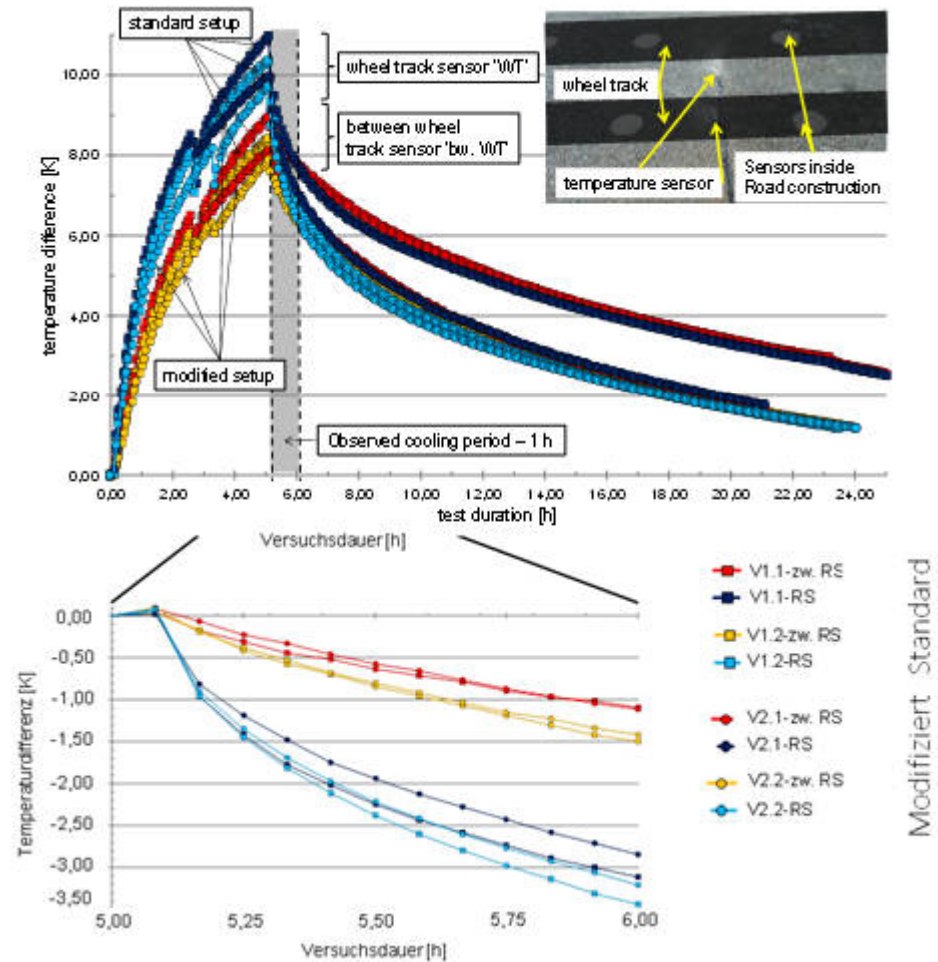 standard setup
10,00
8,00
6,00
4,00
2,00
0,00
temperature difference [K]
wheel track sensor 'WT'
between wheel
track sensor 'bw. WT'
modified setup
Observed cooling period – 1 h
wheel track
temperature sensor
Sensors inside
Road construction
0,00 2,00 4,00 6,00 8,00 10,00 12,00 14,00 16,00 18,00 20,00 22,00 24,00
test duration [h]
Versuchsdauer [h]
0,00
-0,50
-1,00
-1,50
-2,00
-2,50
-3,00
-3,50
Temperaturdifferenz [K]
5,00 5,25 5,50 5,75 6,00
Versuchsdauer [h]
V1.1-zw. RS
V1.1-RS
V1.2-zw. RS
V1.2-RS
V2.1-zw. RS
V2.1-RS
V2.2-zw. RS
V2.2-RS
Modifiziert Standard